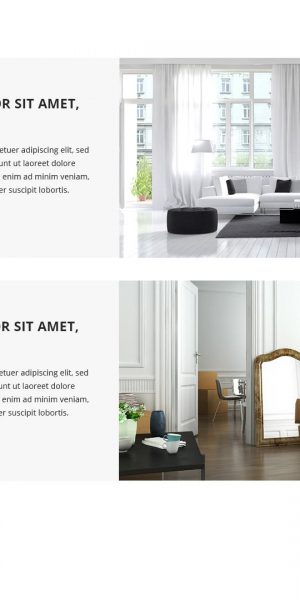 OR SIT AMET,
etuer adipiscing elit, sed
unt ut laoreet dolore
enim ad minim veniam,
er suscipit lobortis.
OR SIT AMET,
etuer adipiscing elit, sed
unt ut laoreet dolore
enim ad minim veniam,
er suscipit lobortis.